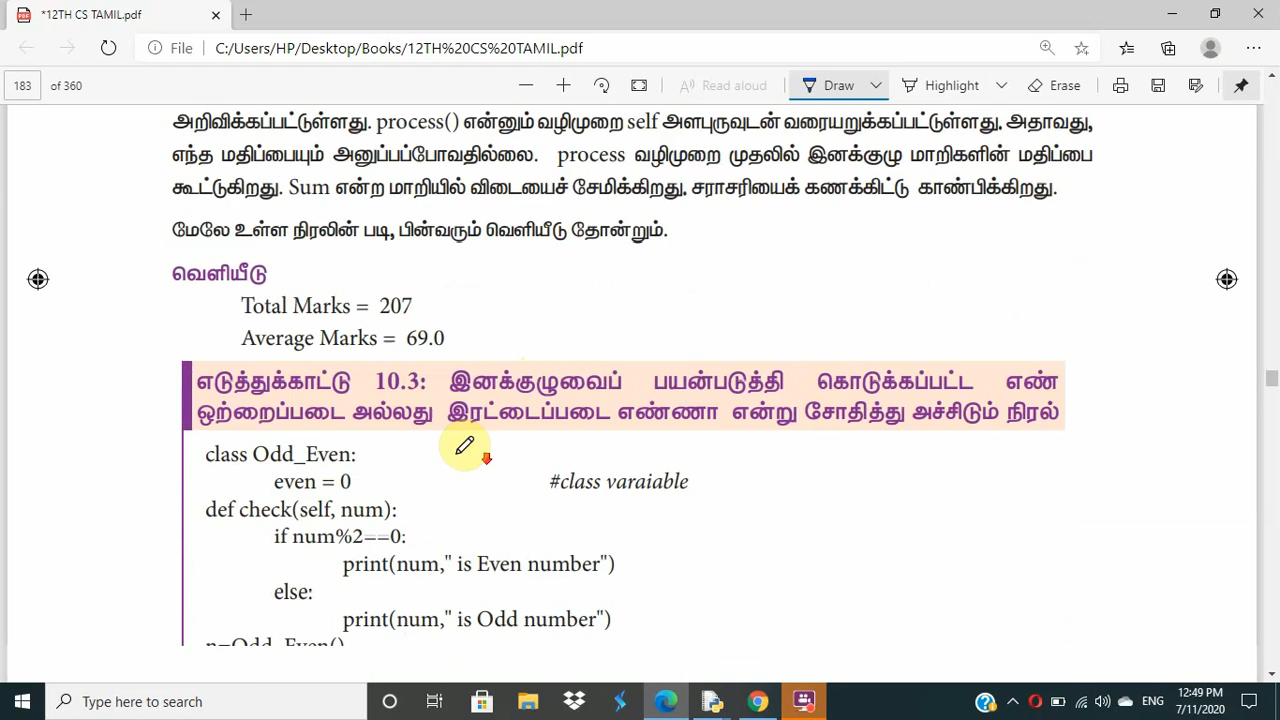 *12TH CS TAMIL.pdf
File C:/Users/HP/Desktop/Books/12TH%20CS%20TAMIL.pdf
183 of 360 Read aloud Draw Highlight Erase
அறிவிக்கப்பட்டுள்ளது. process() என்னும் வழிமுறை self அளபுருவுடன் வரையறுக்கப்பட்டுள்ளது. அதாவது,
எந்த மதிப்பையும் அனுப்பப்போவதில்லை. process வழிமுறை முதலில் இனக்குழு மாறிகளின் மதிப்பை
கூட்டுகிறது. Sum என்ற மாறியில் விடையைச் சேமிக்கிறது. சராசரியைக் கணக்கிட்டு காண்பிக்கிறது.
மேலே உள்ள நிரலின் படி, பின்வரும் வெளியீடு தோன்றும்.
வெளியீடு
Total Marks = 207
Average Marks = 69.0
எடுத்துக்காட்டு 10.3: இனக்குழுவைப் பயன்படுத்தி கொடுக்கப்பட்ட எண்
ஒற்றைப்படை அல்லது இரட்டைப்படை எண்ணா என்று சோதித்து அச்சிடும் நிரல்
class Odd_Even:
even = 0 #class varaiable
def check(self, num):
if num%2==0:
print(num," is Even number")
else:
print(num," is Odd number")
n=Odd_Even()
Type here to search ENG 12:49 PM
7/11/2020